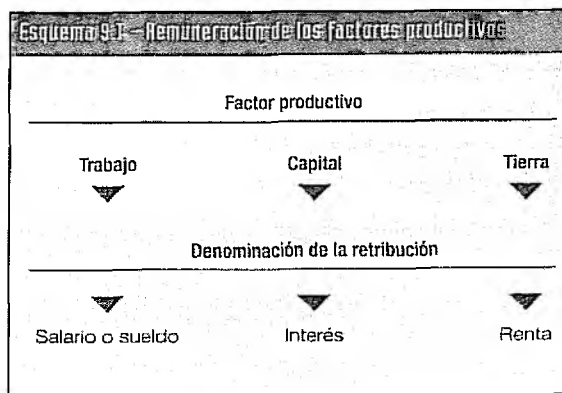 Esquema 9.1 – Remuneración de los factores productivos
Factor productivo
Trabajo Capital Tierra
Denominación de la retribución
Salario o sueldo Interés Renta